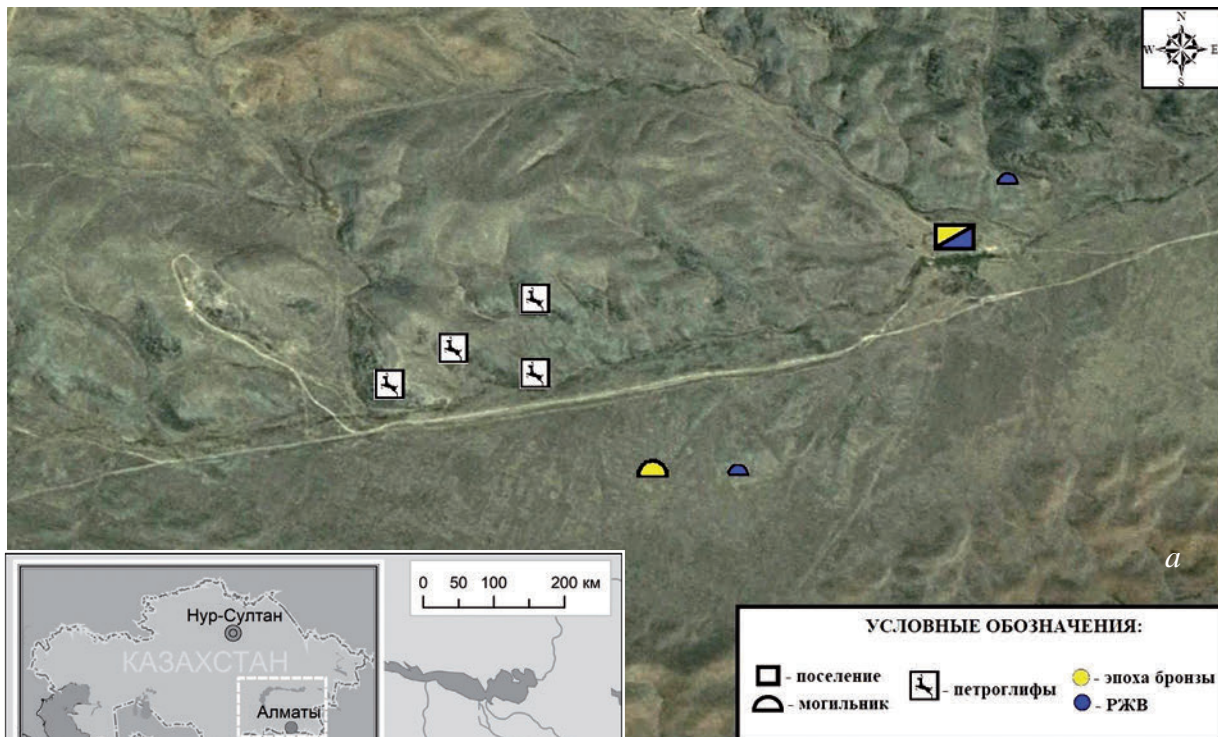 N
W E
S
a
0 50 100 200 км
Нур-Султан
КАЗАХСТАН
Алматы
УСЛОВНЫЕ ОБОЗНАЧЕНИЯ:
- поселение
- могильник
- петроглифы
- эпоха бронзы
- РЖВ